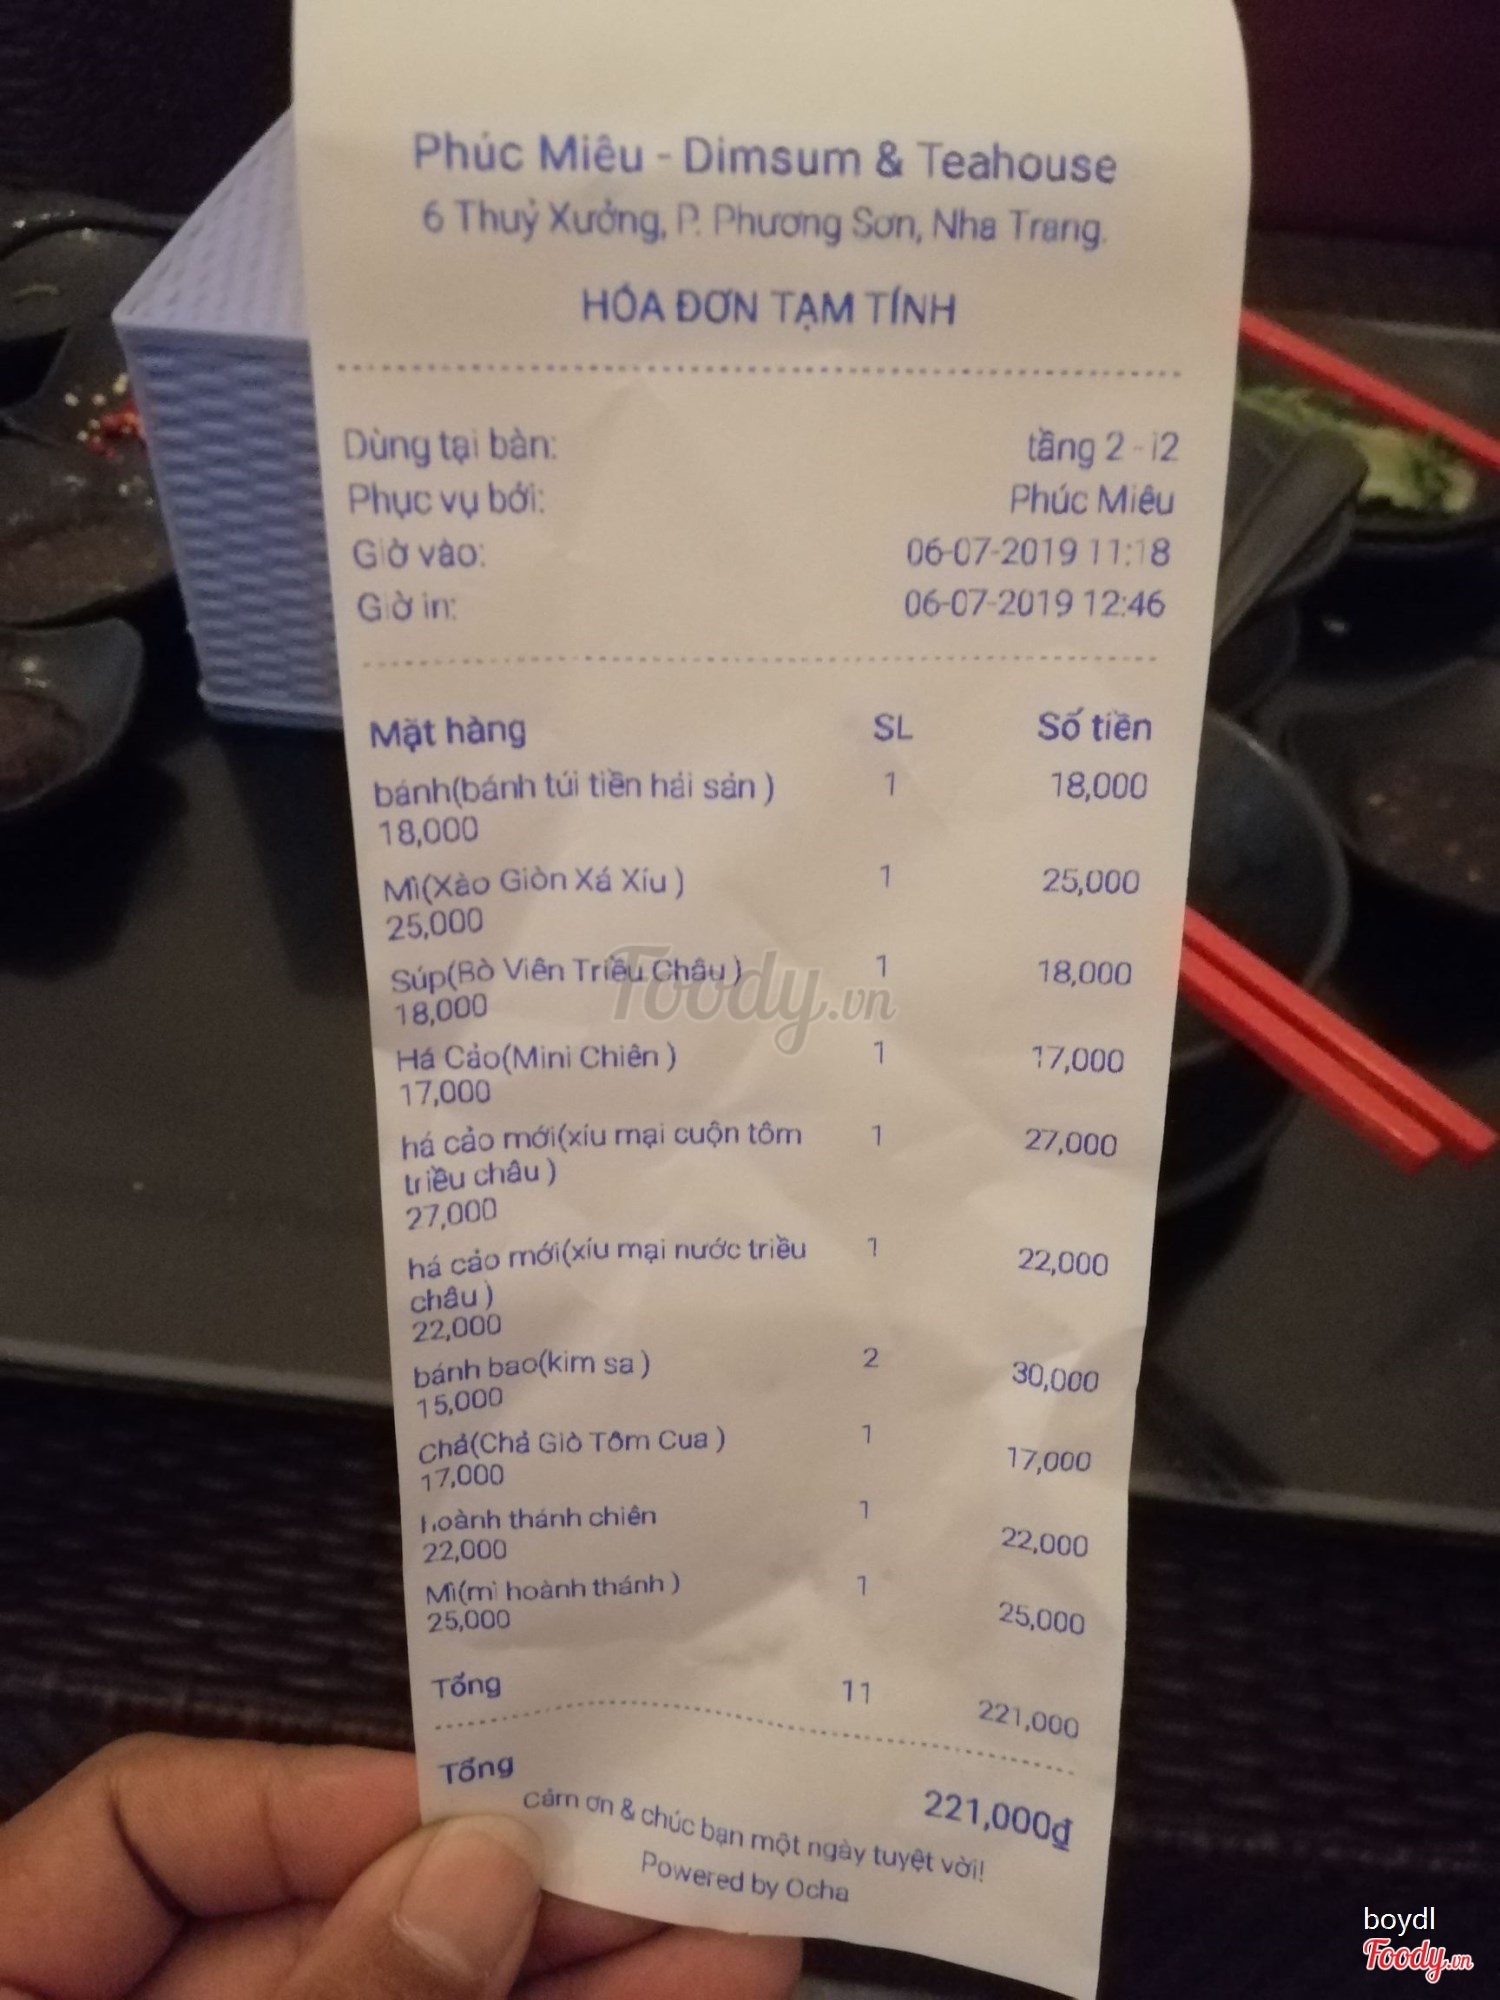 Phúc Miêu - Dimsum & Teahouse
6 Thuỷ Xưởng, P. Phương Sơn, Nha Trang.
HÓA ĐƠN TẠM TÍNH
Dùng tại bàn: tầng 2 - i2
Phục vụ bởi: Phúc Miêu
Giờ vào: 06-07-2019 11:18
Giờ in: 06-07-2019 12:46
Mặt hàng SL Số tiền
bánh(bánh túi tiền hải sản ) 1 18,000
18,000
Mì(Xào Giòn Xá Xíu ) 1 25,000
25,000
Súp(Bò Viên Triều Châu ) 1 18,000
18,000
Há Cảo(Mini Chiên ) 1 17,000
17,000
há cảo mới(xíu mại cuộn tôm 1 27,000
triều châu )
27,000
há cảo mới(xíu mại nước triều 1 22,000
châu )
22,000
bánh bao(kim sa ) 2 30,000
15,000
Chả(Chả Giò Tôm Cua ) 1 17,000
17,000
hoành thánh chiên 1 22,000
22,000
Mì(mì hoành thánh ) 1 25,000
25,000
Tổng 11 221,000
Tổng 221,000₫
Cảm ơn & chúc bạn một ngày tuyệt vời!
Powered by Ocha
Foody.vn
boydl
Foody.vn